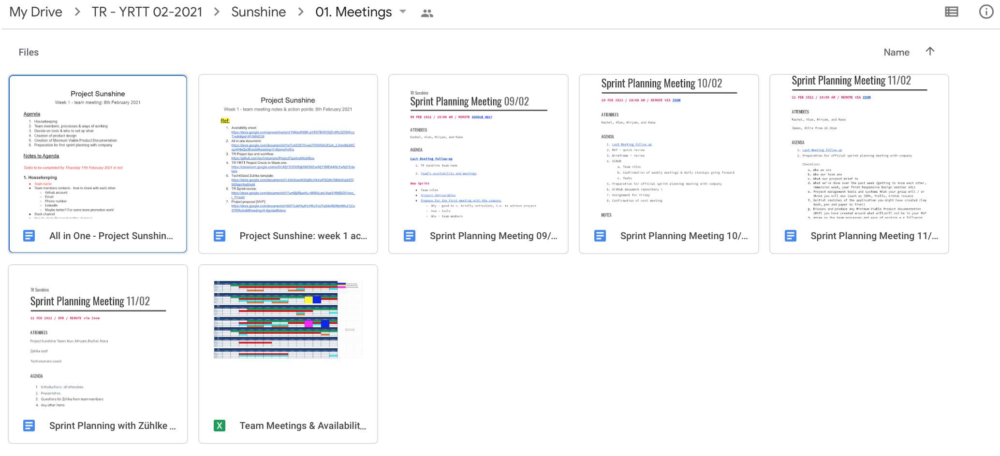 My Drive > TR - YRTT 02-2021 > Sunshine > 01. Meetings
Files
Name
Project Sunshine
Week 1 - team meeting: 8th February 2021
Agenda
1. Housekeeping
2. Team members, processes & ways of working
3. Decide on tools & who to set up what
4. Creation of product design
5. Creation of Minimum Viable Product Documentation
6. Preparation for first sprint planning with company
Notes to Agenda
Tasks to be completed by Thursday 11th February 2021 in red
1. Housekeeping
Team name
Team members contacts - how to share with each other.
Github account
Email
Phone number
LinkedIn
Maybe twitter? For some team promotion work!
Slack channel
All in One - Project Sunshin...
Project Sunshine
Week 1 - team meeting notes & action points: 8th February 2021
Ref:
1. Availability sheet:
2. All in one document:
3. TR Project tips and workflow:
https://github.com/techreturners/ProjectTipsAndWorkflow
4. TR YRTT Project Check-In Week one:
5. Tech4Good Zuhlke template:
6. TR Sprint review:
7. Project proposal [MVP]:
Project Sunshine: week 1 ac...
TR Sunshine
Sprint Planning Meeting 09/02
09 FEB 2021 / 10:00 AM / REMOTE GOOGLE MEET
ATTENDEES
Rachel, Alun, Miryam, and Rana
AGENDA
Last Meeting Follow-up
1. TR Sunshine team name
2. Team's availability and meetings
New Sprint
Team roles
Project deliverables
Prepare for the first meeting with the company
Why - good to v. briefly articulate, i.e. to achieve project
How - tools
Who - team members
Sprint Planning Meeting 09/...
Sprint Planning Meeting 10/02
10 FEB 2021 / 10:00 AM / REMOTE VIA ZOOM
ATTENDEES
Rachel, Alun, Miryam, and Rana
AGENDA
1. Last Meeting follow up
2. MVP - quick review
3. Wireframe - review
4. SCRUM
a. Team roles
b. Confirmation of weekly meetings & daily standups going forward
c. Tools
5. Preparation for official sprint planning meeting with company
6. Github document repository \
7. Assignment for Friday
8. Confirmation of next meeting
NOTES
Sprint Planning Meeting 10/...
Sprint Planning Meeting 11/02
11 FEB 2021 / 10:00 AM / REMOTE VIA ZOOM
ATTENDEES
Rachel, Alun, Miryam, and Rana
James, Ellie from 10.30am
AGENDA
1. Last Meeting follow up
2. Preparation for official sprint planning meeting with company
Checklist:
a. Who we are
b. Who our team are
c. What our project brief is
d. What we've done over the past week (getting to know each other,
immersion week, your first Responsive Design seminar etc)
e. Project management tools and systems that your group will / or
think you will use (such as JIRA, Trello, GitHub issues)
f. Initial sketches of the application you might have created (low
tech, pen and paper is fine!)
g. Discuss and produce any Minimum Viable Product documentation
(MVP) you have created around what will/will not be in your MVP
h. Agree on the team processes and ways of working e.g following
Sprint Planning Meeting 11/...
TR Sunshine
Sprint Planning Meeting 11/02
11 FEB 2021 / 5PM / REMOTE via Zoom
ATTENDEES
Project Sunshine Team: Alun, Miryam, Rachel, Rana
Zühlke staff
Techreturners coach
AGENDA
1. Introductions : all attendees
2. Presentation.
3. Questions for Zühlke from team members
4. Any other items
Sprint Planning with Zühlke ...
Team Meetings & Availabilit...